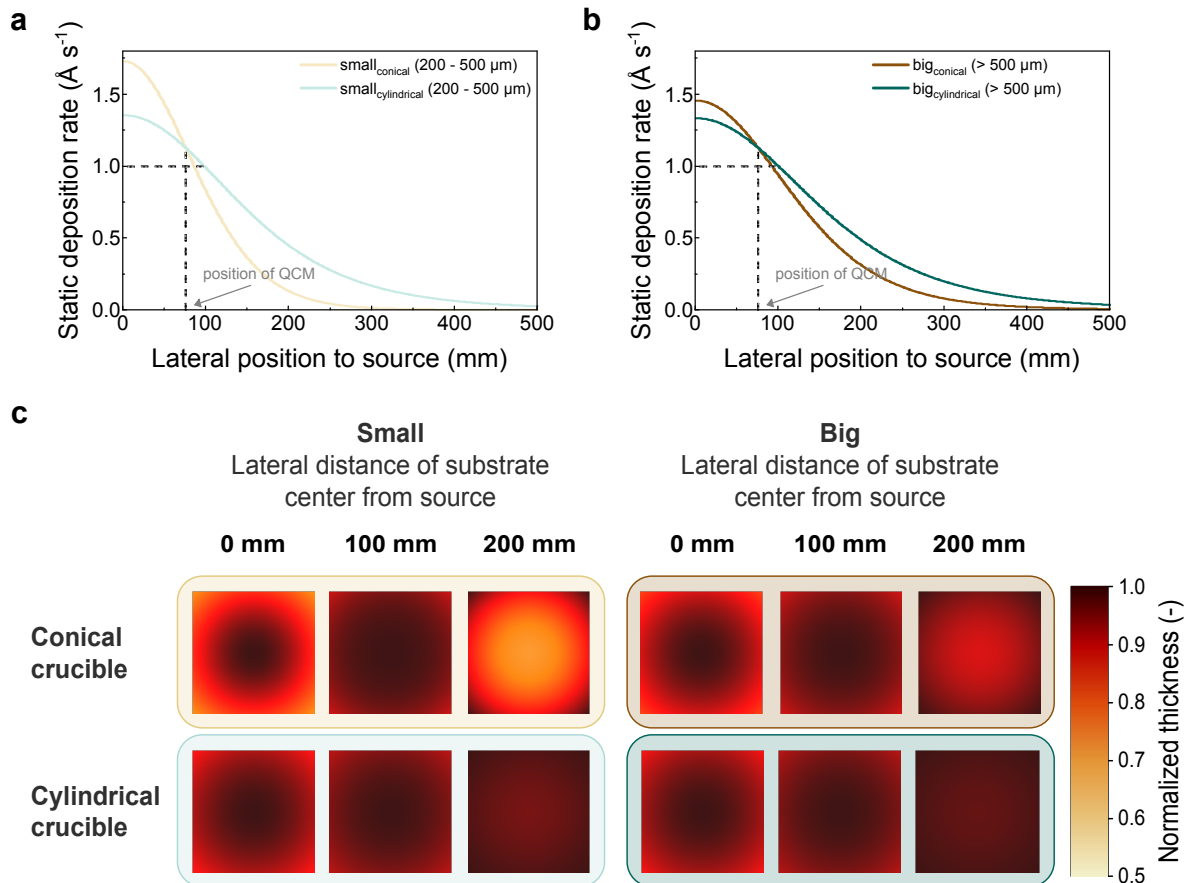 a
Static deposition rate (Å s⁻¹)
1.5
1.0
0.5
0.0
small_conical (200 - 500 µm)
small_cylindrical (200 - 500 µm)
position of QCM
0 100 200 300 400 500
Lateral position to source (mm)
b
Static deposition rate (Å s⁻¹)
1.5
1.0
0.5
0.0
big_conical (> 500 µm)
big_cylindrical (> 500 µm)
position of QCM
0 100 200 300 400 500
Lateral position to source (mm)
c
Small
Lateral distance of substrate
center from source
0 mm 100 mm 200 mm
Big
Lateral distance of substrate
center from source
0 mm 100 mm 200 mm
Conical
crucible
Cylindrical
crucible
1.0
0.9
0.8
0.7
0.6
0.5
Normalized thickness (-)